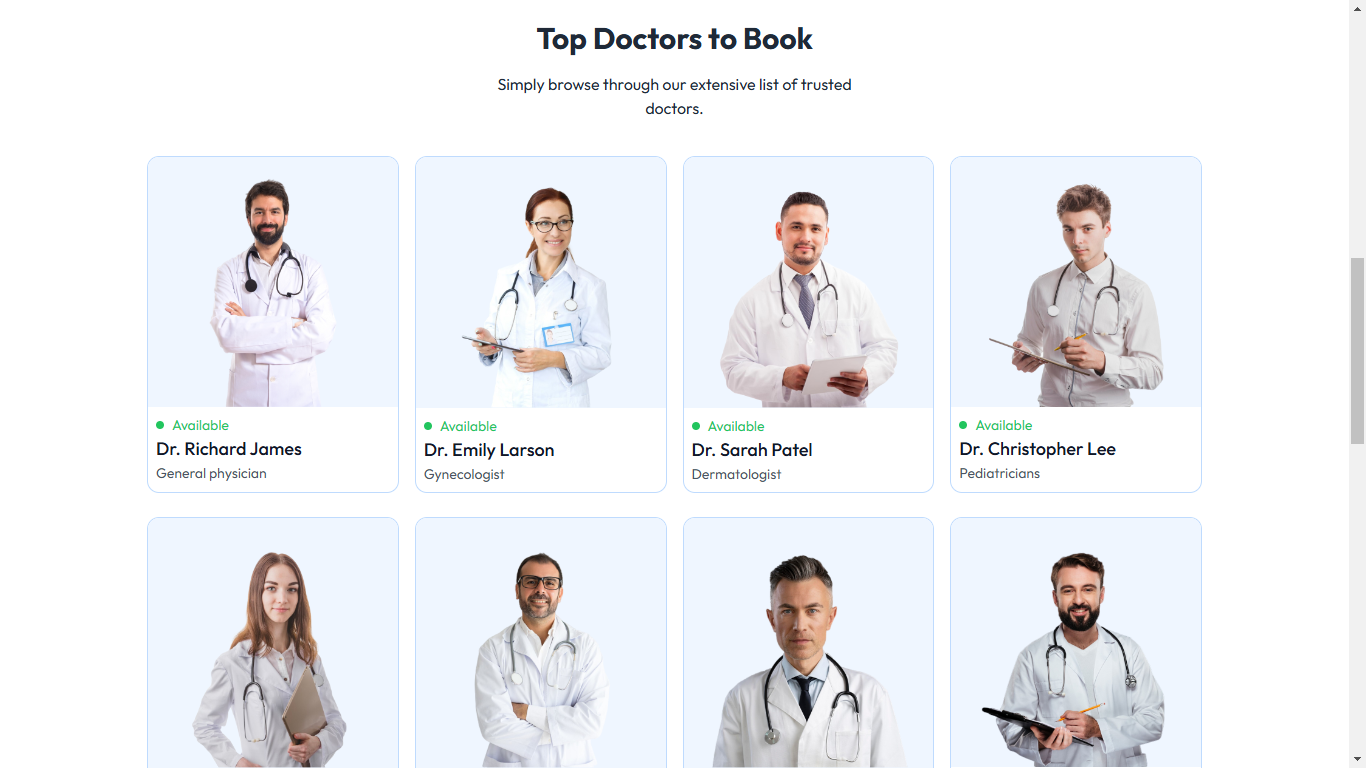 Top Doctors to Book
Simply browse through our extensive list of trusted
doctors.
Available
Dr. Richard James
General physician
Available
Dr. Emily Larson
Gynecologist
Available
Dr. Sarah Patel
Dermatologist
Available
Dr. Christopher Lee
Pediatricians